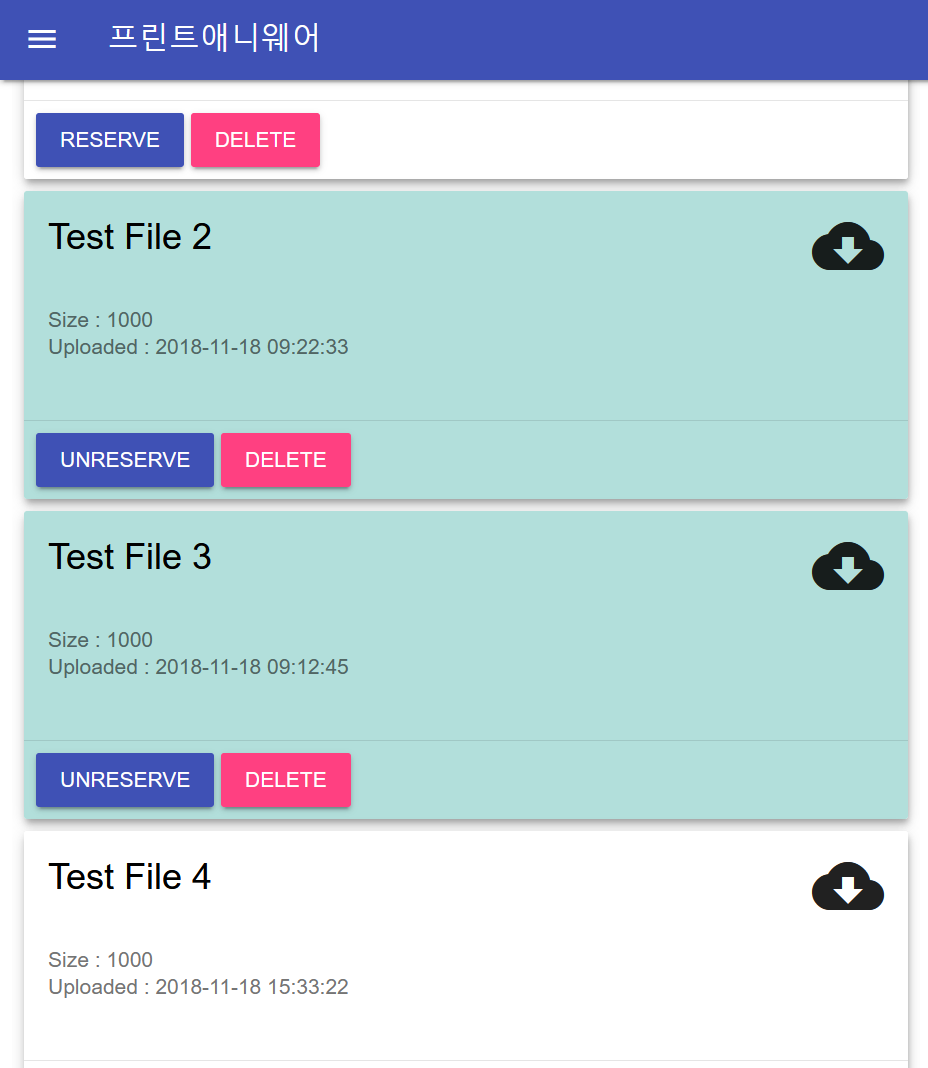 프린트애니웨어
RESERVE DELETE
Test File 2
Size : 1000
Uploaded : 2018-11-18 09:22:33
UNRESERVE DELETE
Test File 3
Size : 1000
Uploaded : 2018-11-18 09:12:45
UNRESERVE DELETE
Test File 4
Size : 1000
Uploaded : 2018-11-18 15:33:22